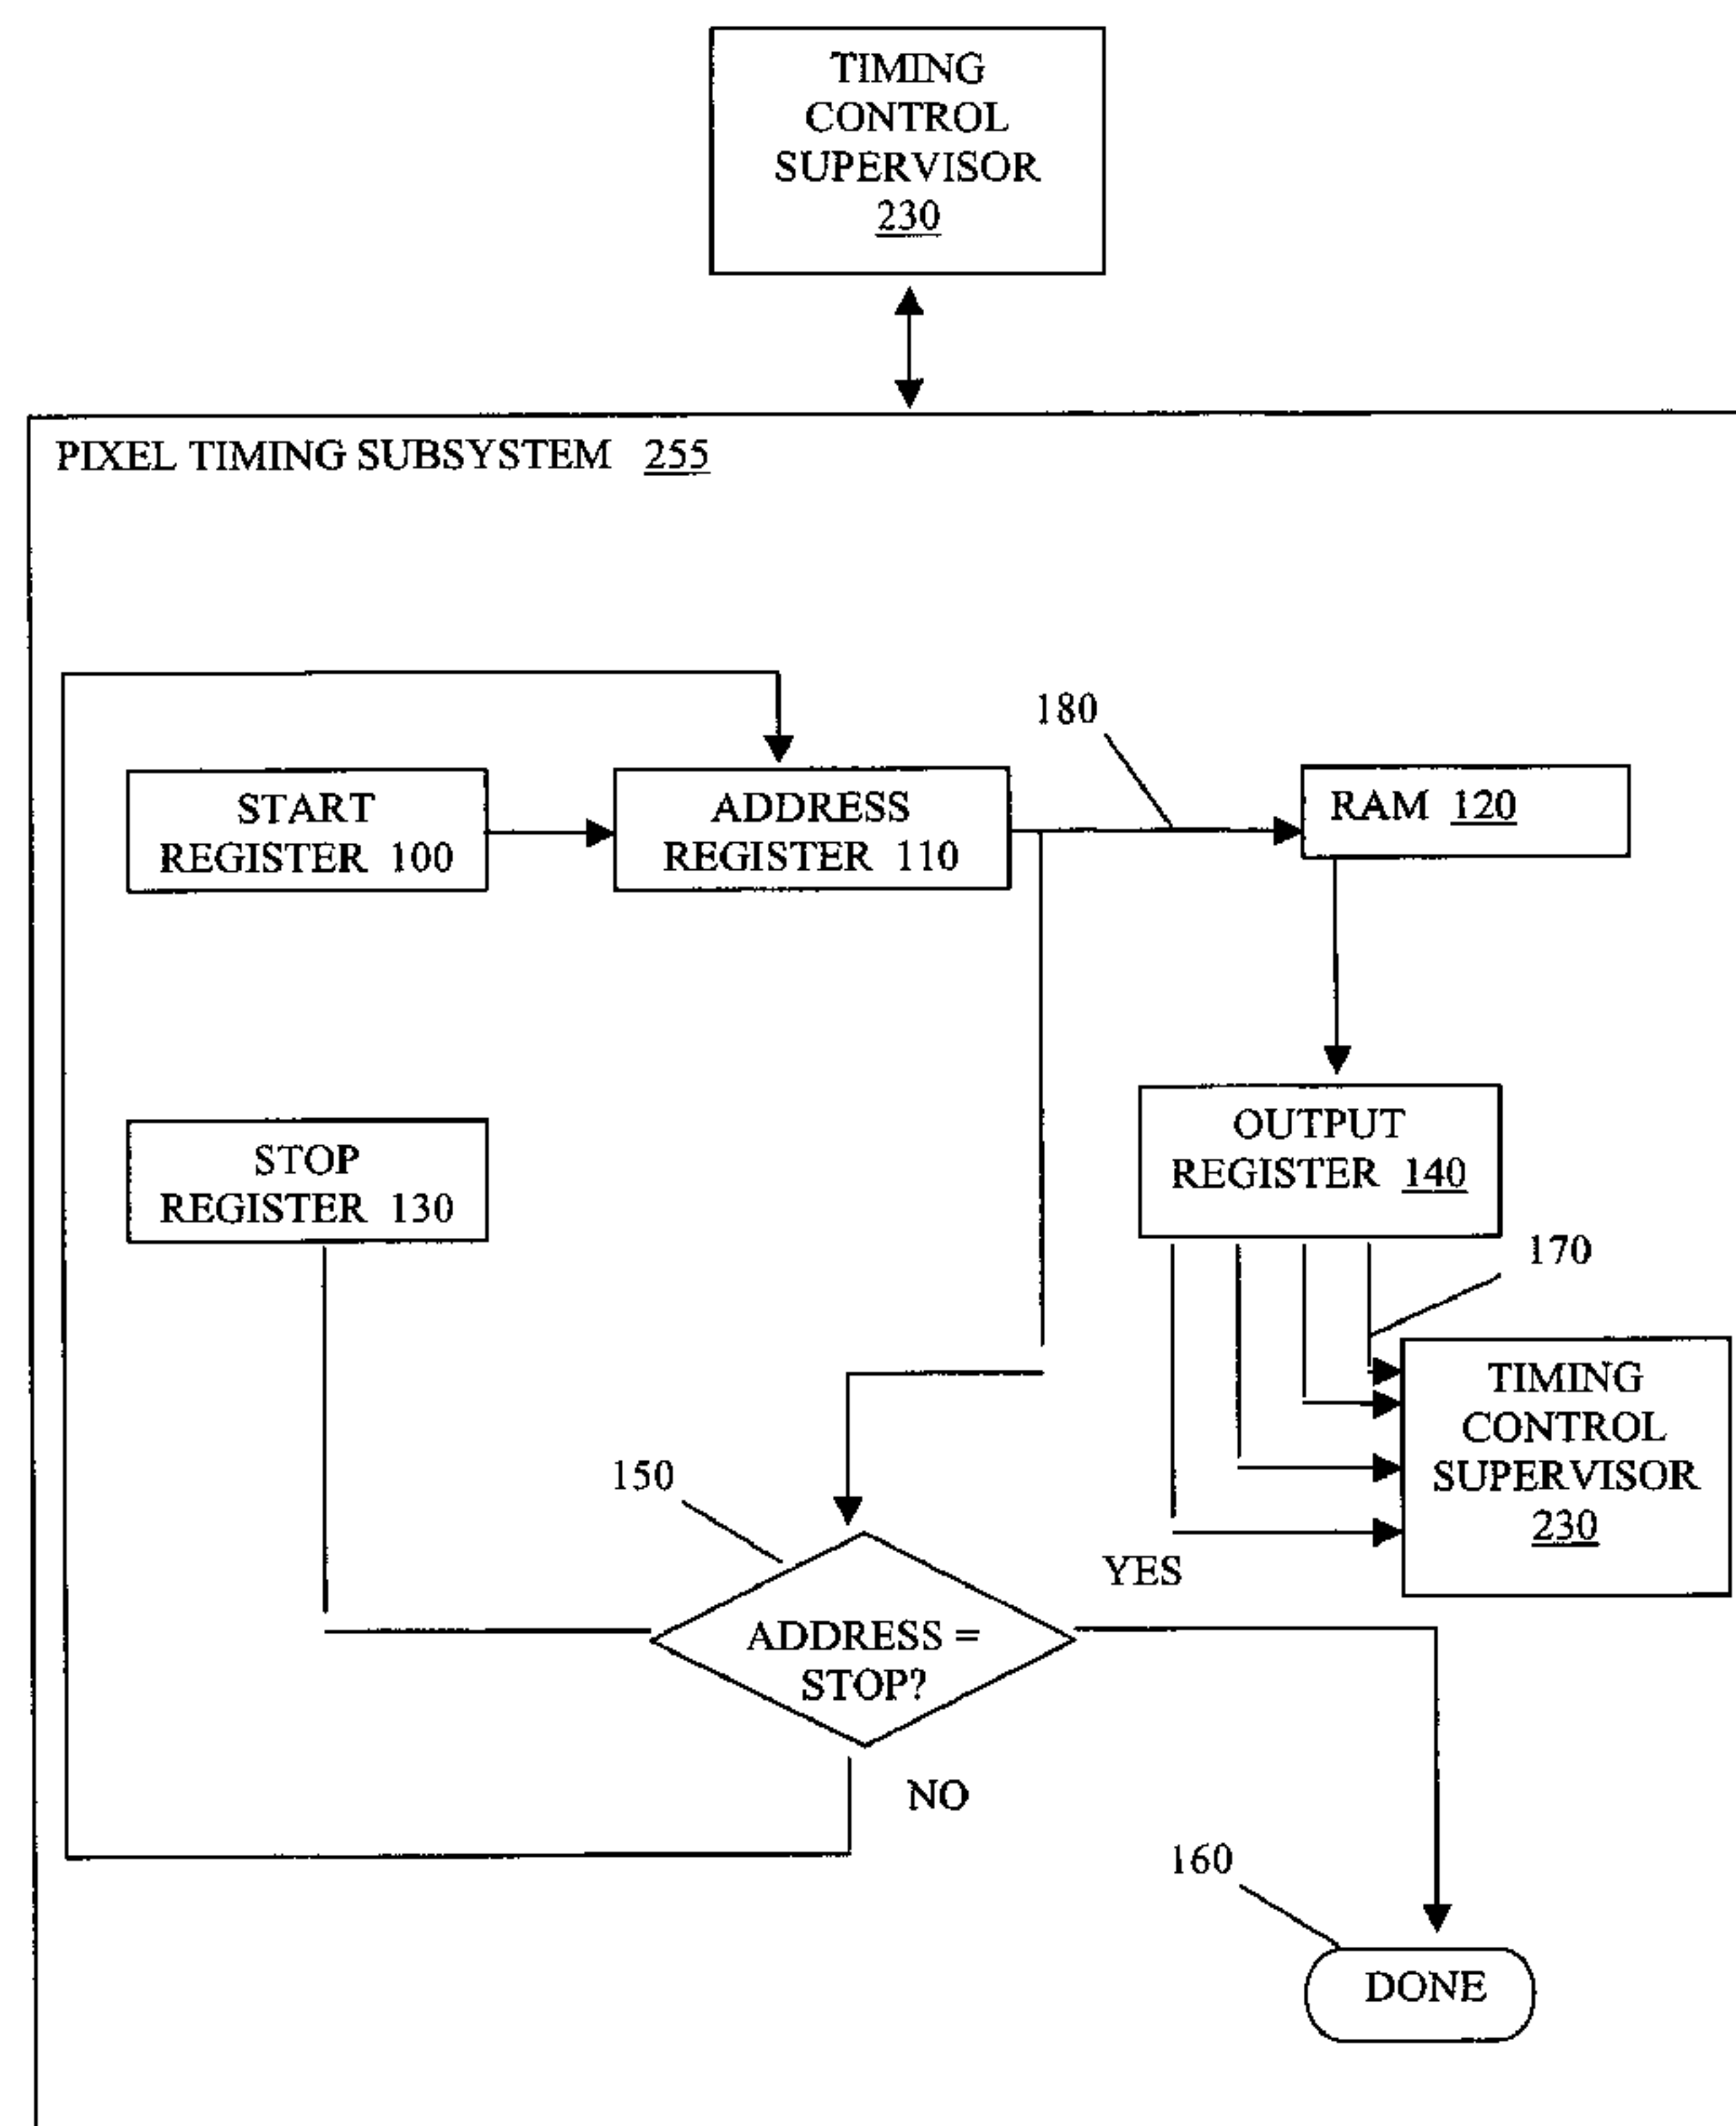 TIMING
CONTROL
SUPERVISOR
230
PIXEL TIMING SUBSYSTEM 255
180
START
REGISTER 100
ADDRESS
REGISTER 110
RAM 120
STOP
REGISTER 130
OUTPUT
REGISTER 140
170
TIMING
CONTROL
SUPERVISOR
230
150
YES
ADDRESS =
STOP?
NO
160
DONE